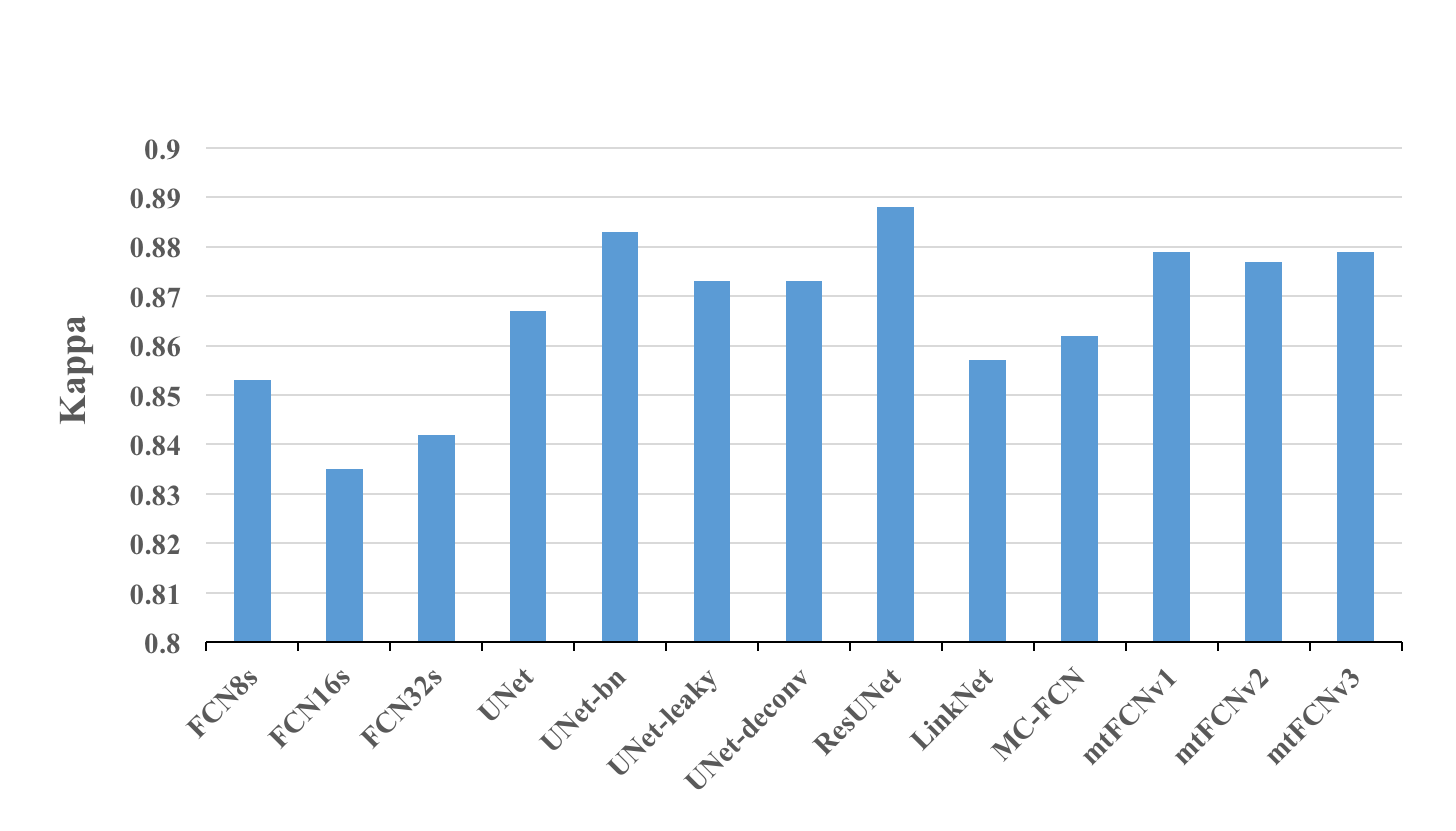 0.9
0.89
0.88
0.87
0.86
0.85
0.84
0.83
0.82
0.81
0.8
Kappa
FCN8s
FCN16s
FCN32s
UNet
UNet-bn
UNet-leaky
UNet-deconv
ResUNet
LinkNet
MC-FCN
mtFCNv1
mtFCNv2
mtFCNv3